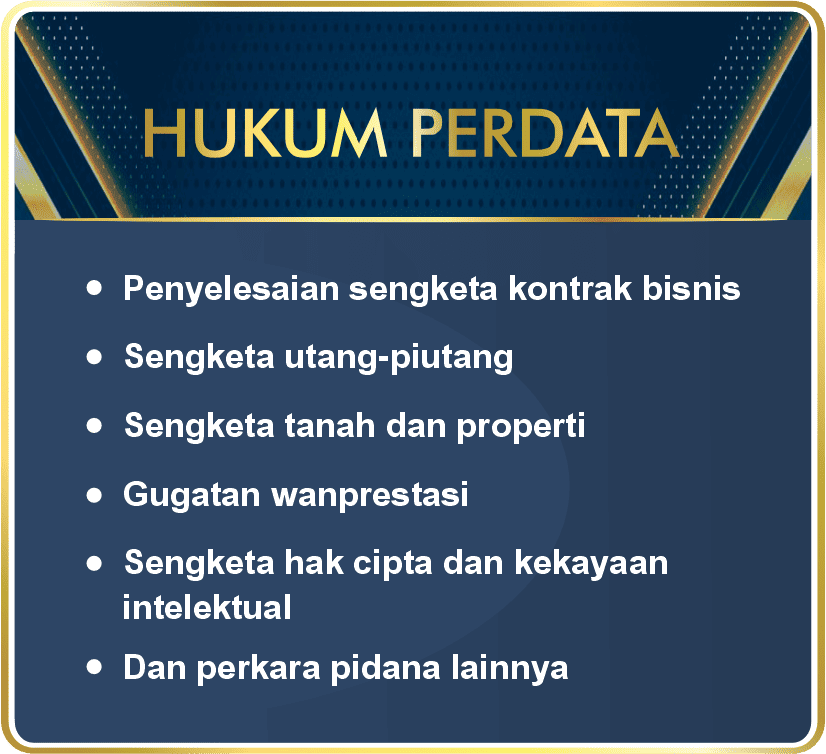 HUKUM PERDATA
• Penyelesaian sengketa kontrak bisnis
• Sengketa utang-piutang
• Sengketa tanah dan properti
• Gugatan wanprestasi
• Sengketa hak cipta dan kekayaan
intelektual
• Dan perkara pidana lainnya